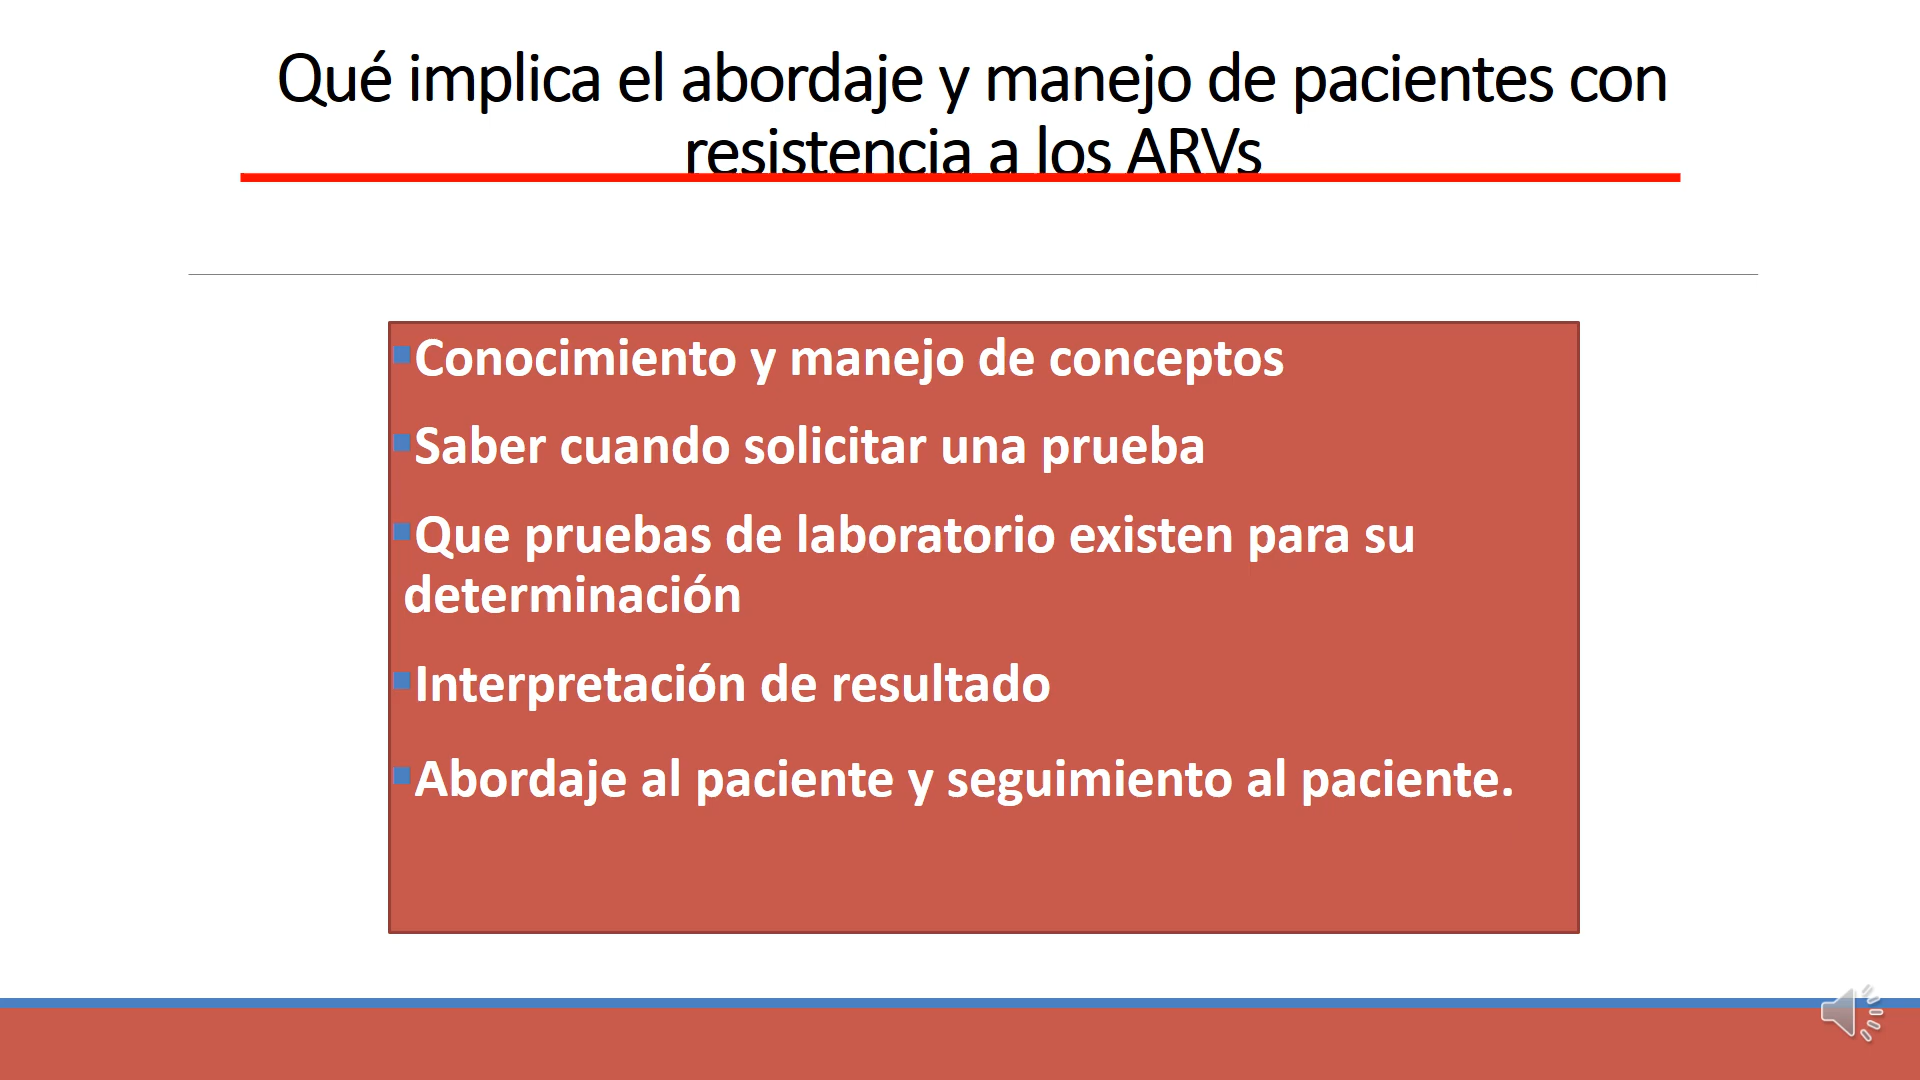 Qué implica el abordaje y manejo de pacientes con
resistencia a los ARVs
Conocimiento y manejo de conceptos
Saber cuando solicitar una prueba
Que pruebas de laboratorio existen para su
determinación
Interpretación de resultado
Abordaje al paciente y seguimiento al paciente.